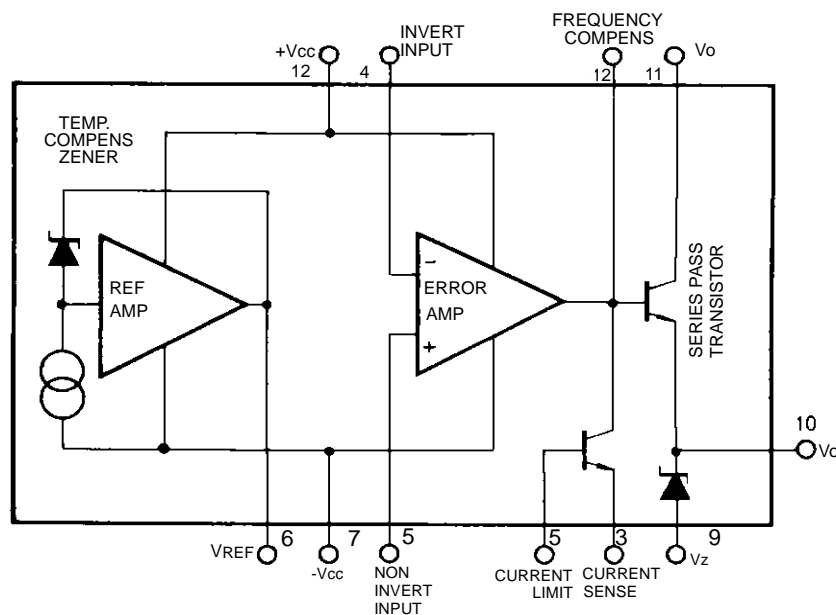 +Vcc
12
INVERT
INPUT
4
FREQUENCY
COMPENS
12
Vo
11
TEMP.
COMPENS
ZENER
REF
AMP
-
ERROR
AMP
+
SERIES PASS
TRANSISTOR
10
Vo
VREF
6
7
-Vcc
5
NON
INVERT
INPUT
5
CURRENT
LIMIT
3
CURRENT
SENSE
9
Vz